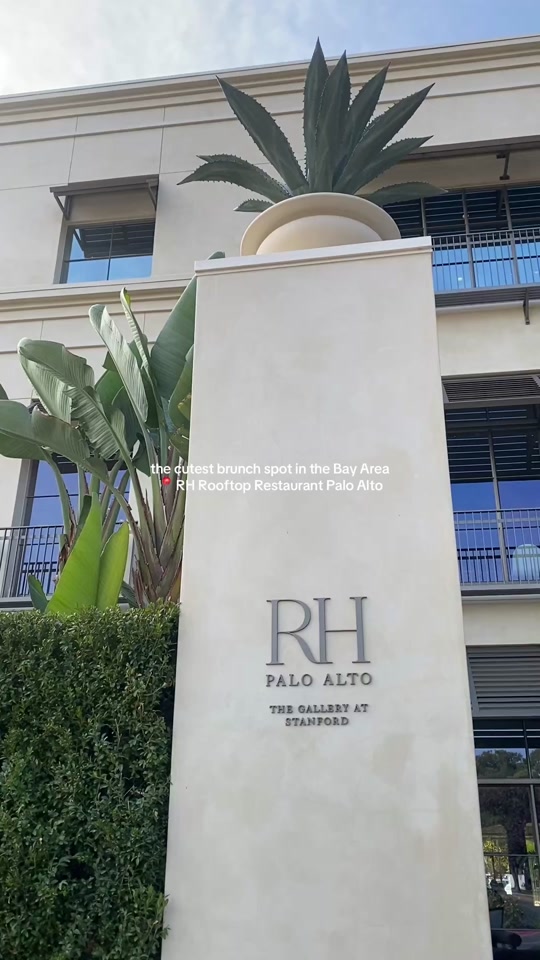 the cutest brunch spot in the Bay Area
📍 RH Rooftop Restaurant Palo Alto
RH
PALO ALTO
THE GALLERY AT
STANFORD